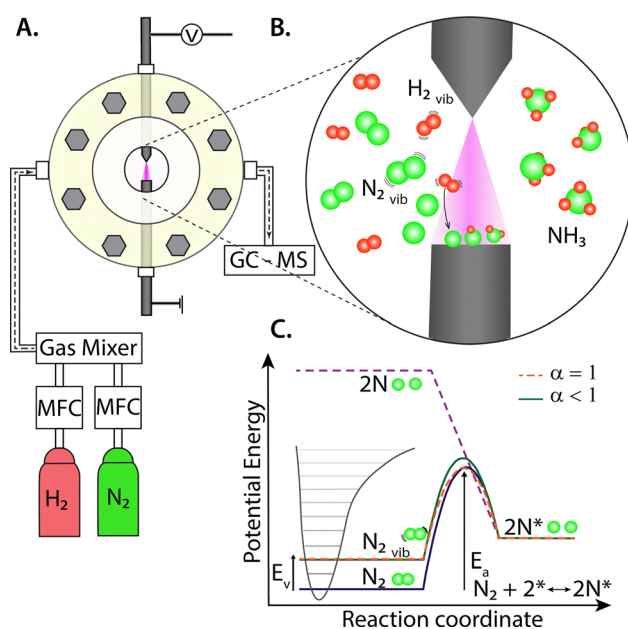 A.
V
GC - MS
Gas Mixer
MFC
MFC
H₂
N₂
B.
H₂ vib
N₂ vib
NH₃
C.
Potential Energy
2N
α = 1
α < 1
N₂ vib
2N*
Eᵥ
N₂
Eₐ
N₂ + 2* ↔ 2N*
Reaction coordinate